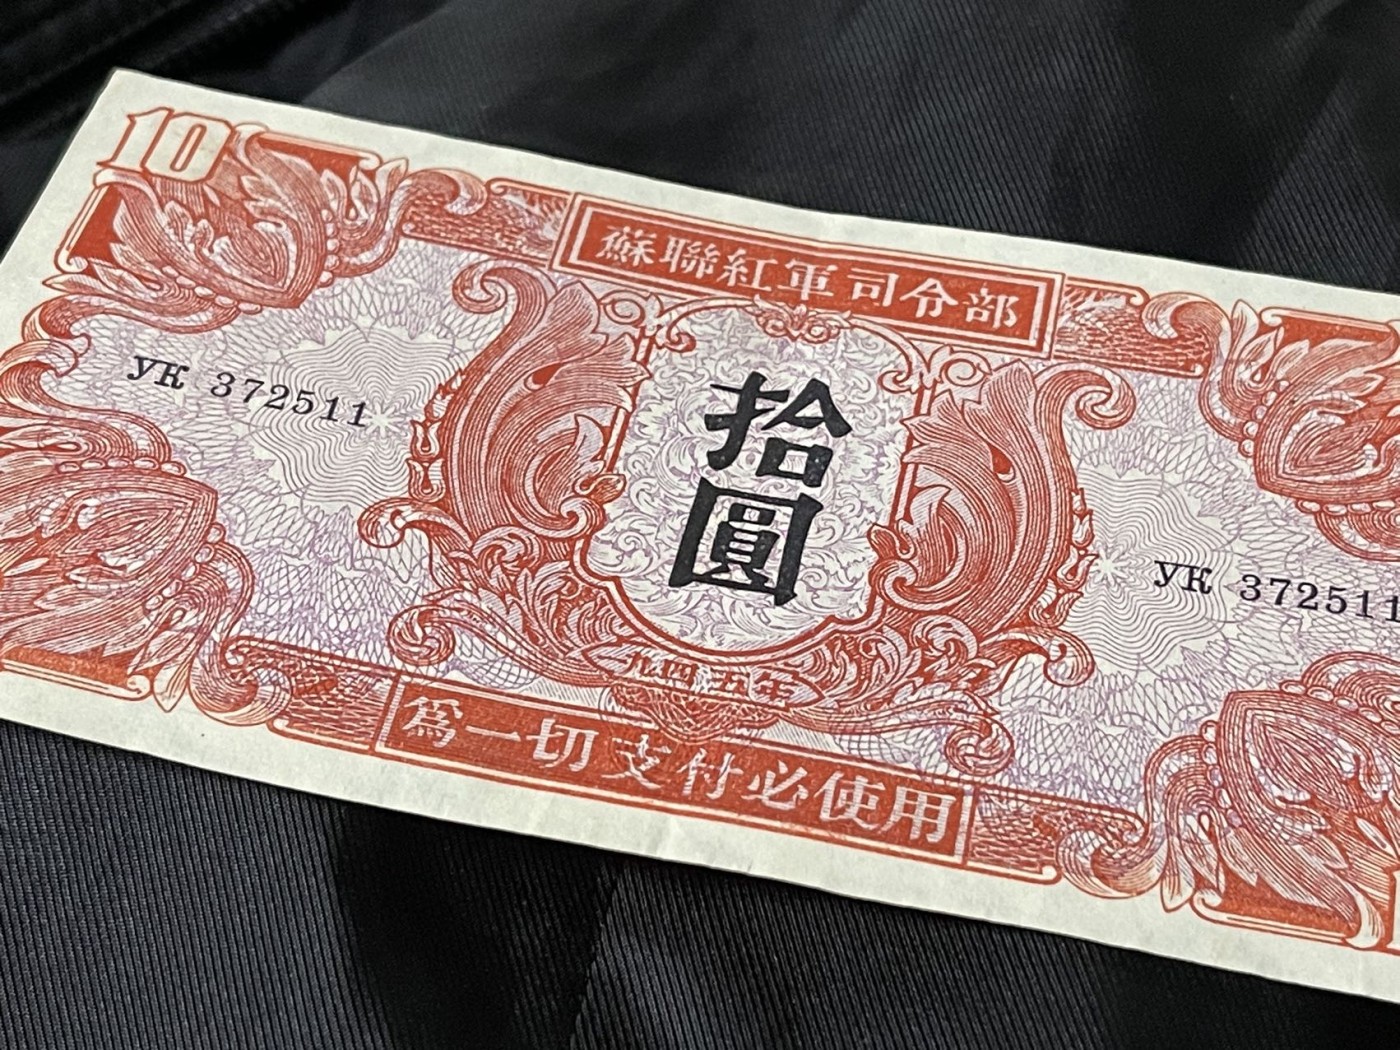 10
蘇聯紅軍司令部
УК 372511
拾
圓
УК 372511
一九四五年
爲一切支付必使用